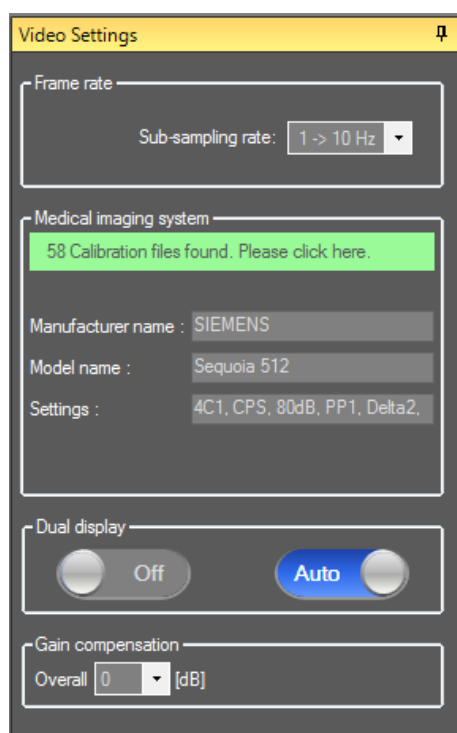 Video Settings
Frame rate
Sub-sampling rate: 1 -> 10 Hz
Medical imaging system
58 Calibration files found. Please click here.
Manufacturer name : SIEMENS
Model name : Sequoia 512
Settings : 4C1, CPS, 80dB, PP1, Delta2,
Dual display
Off Auto
Gain compensation
Overall 0 [dB]